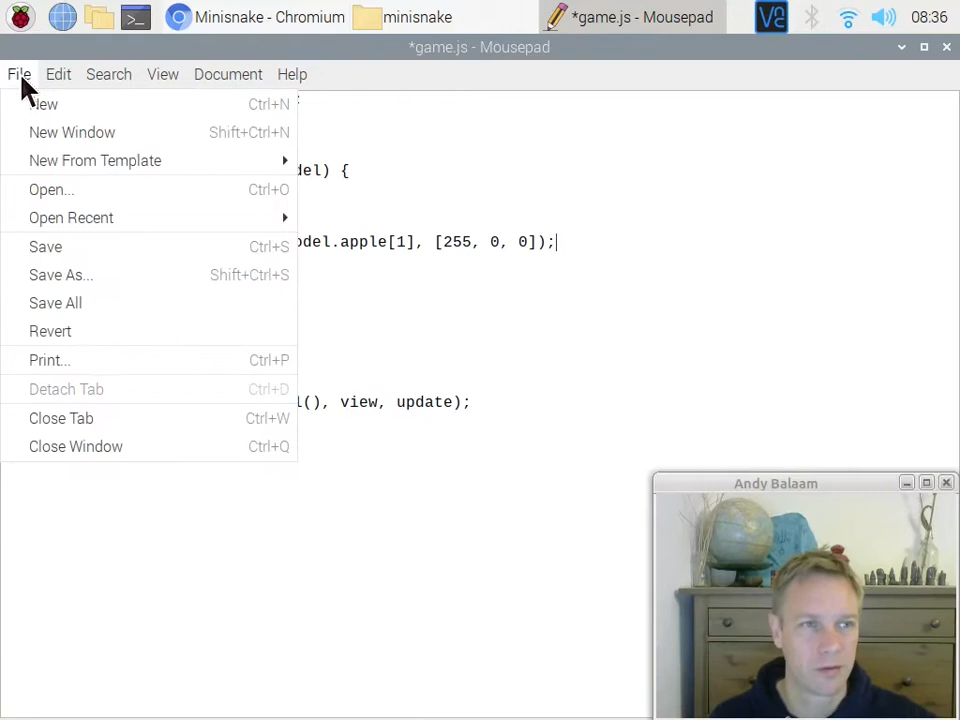 Minisnake - Chromium minisnake *game.js - Mousepad 08:36
*game.js - Mousepad
File Edit Search View Document Help
New Ctrl+N
New Window Shift+Ctrl+N
New From Template
del) {
Open... Ctrl+O
Open Recent
odel.apple[1], [255, 0, 0]);
Save Ctrl+S
Save As... Shift+Ctrl+S
Save All
Revert
Print... Ctrl+P
Detach Tab Ctrl+D
l(), view, update);
Close Tab Ctrl+W
Close Window Ctrl+Q
Andy Balaam